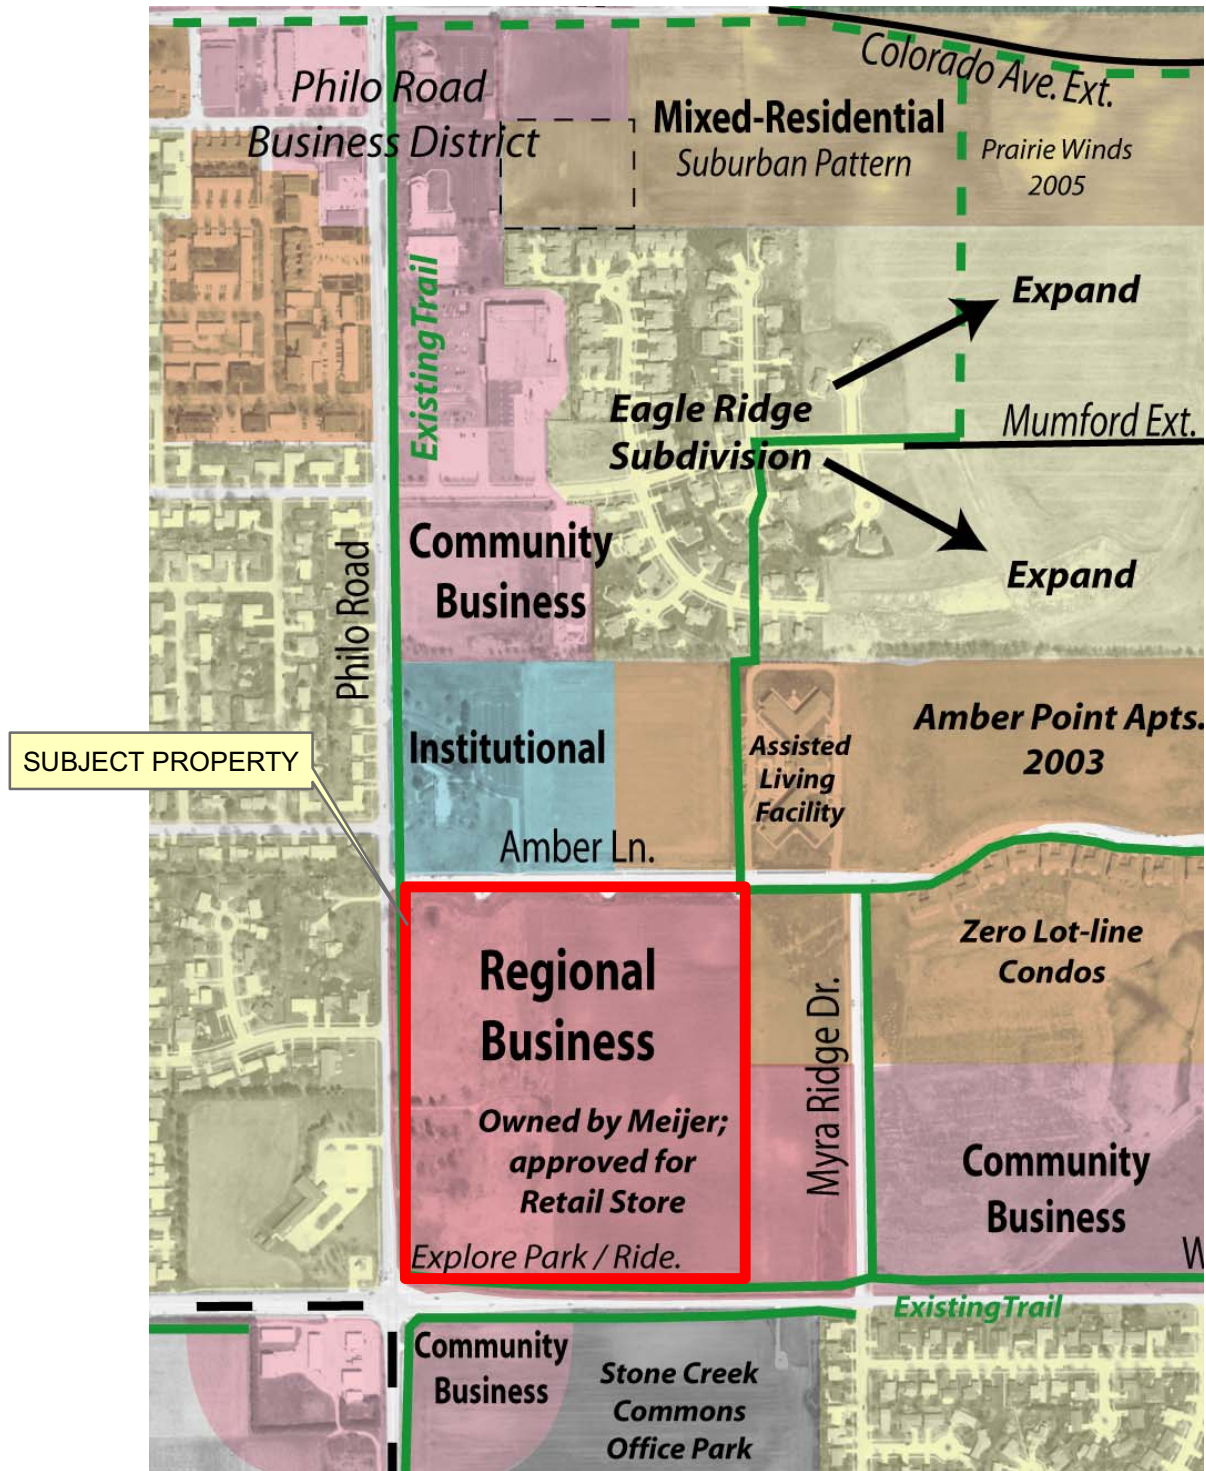 Philo Road
Business District
Colorado Ave. Ext.
Mixed-Residential
Suburban Pattern
Prairie Winds
2005
Existing Trail
Expand
Eagle Ridge
Subdivision
Mumford Ext.
Expand
Community
Business
Philo Road
SUBJECT PROPERTY
Institutional
Assisted
Living
Facility
Amber Point Apts.
2003
Amber Ln.
Regional
Business
Zero Lot-line
Condos
Myra Ridge Dr.
Owned by Meijer;
approved for
Retail Store
Community
Business
Explore Park / Ride.
W
Existing Trail
Community
Business
Stone Creek
Commons
Office Park